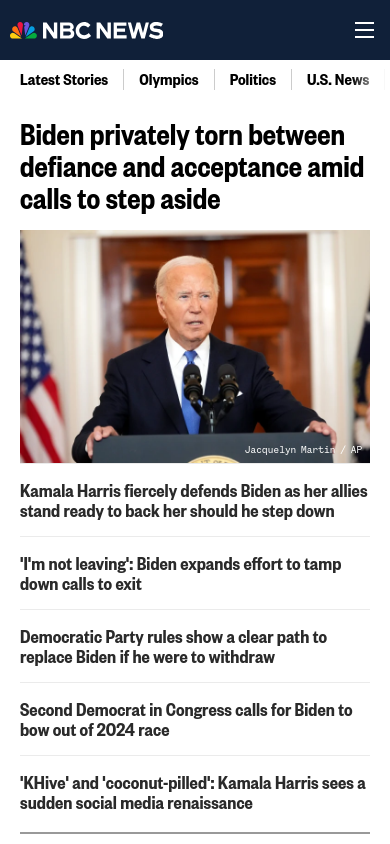 NBC NEWS
Latest Stories
Olympics
Politics
U.S. News
Biden privately torn between
defiance and acceptance amid
calls to step aside
Jacquelyn Martin / AP
Kamala Harris fiercely defends Biden as her allies
stand ready to back her should he step down
'I'm not leaving': Biden expands effort to tamp
down calls to exit
Democratic Party rules show a clear path to
replace Biden if he were to withdraw
Second Democrat in Congress calls for Biden to
bow out of 2024 race
'KHive' and 'coconut-pilled': Kamala Harris sees a
sudden social media renaissance